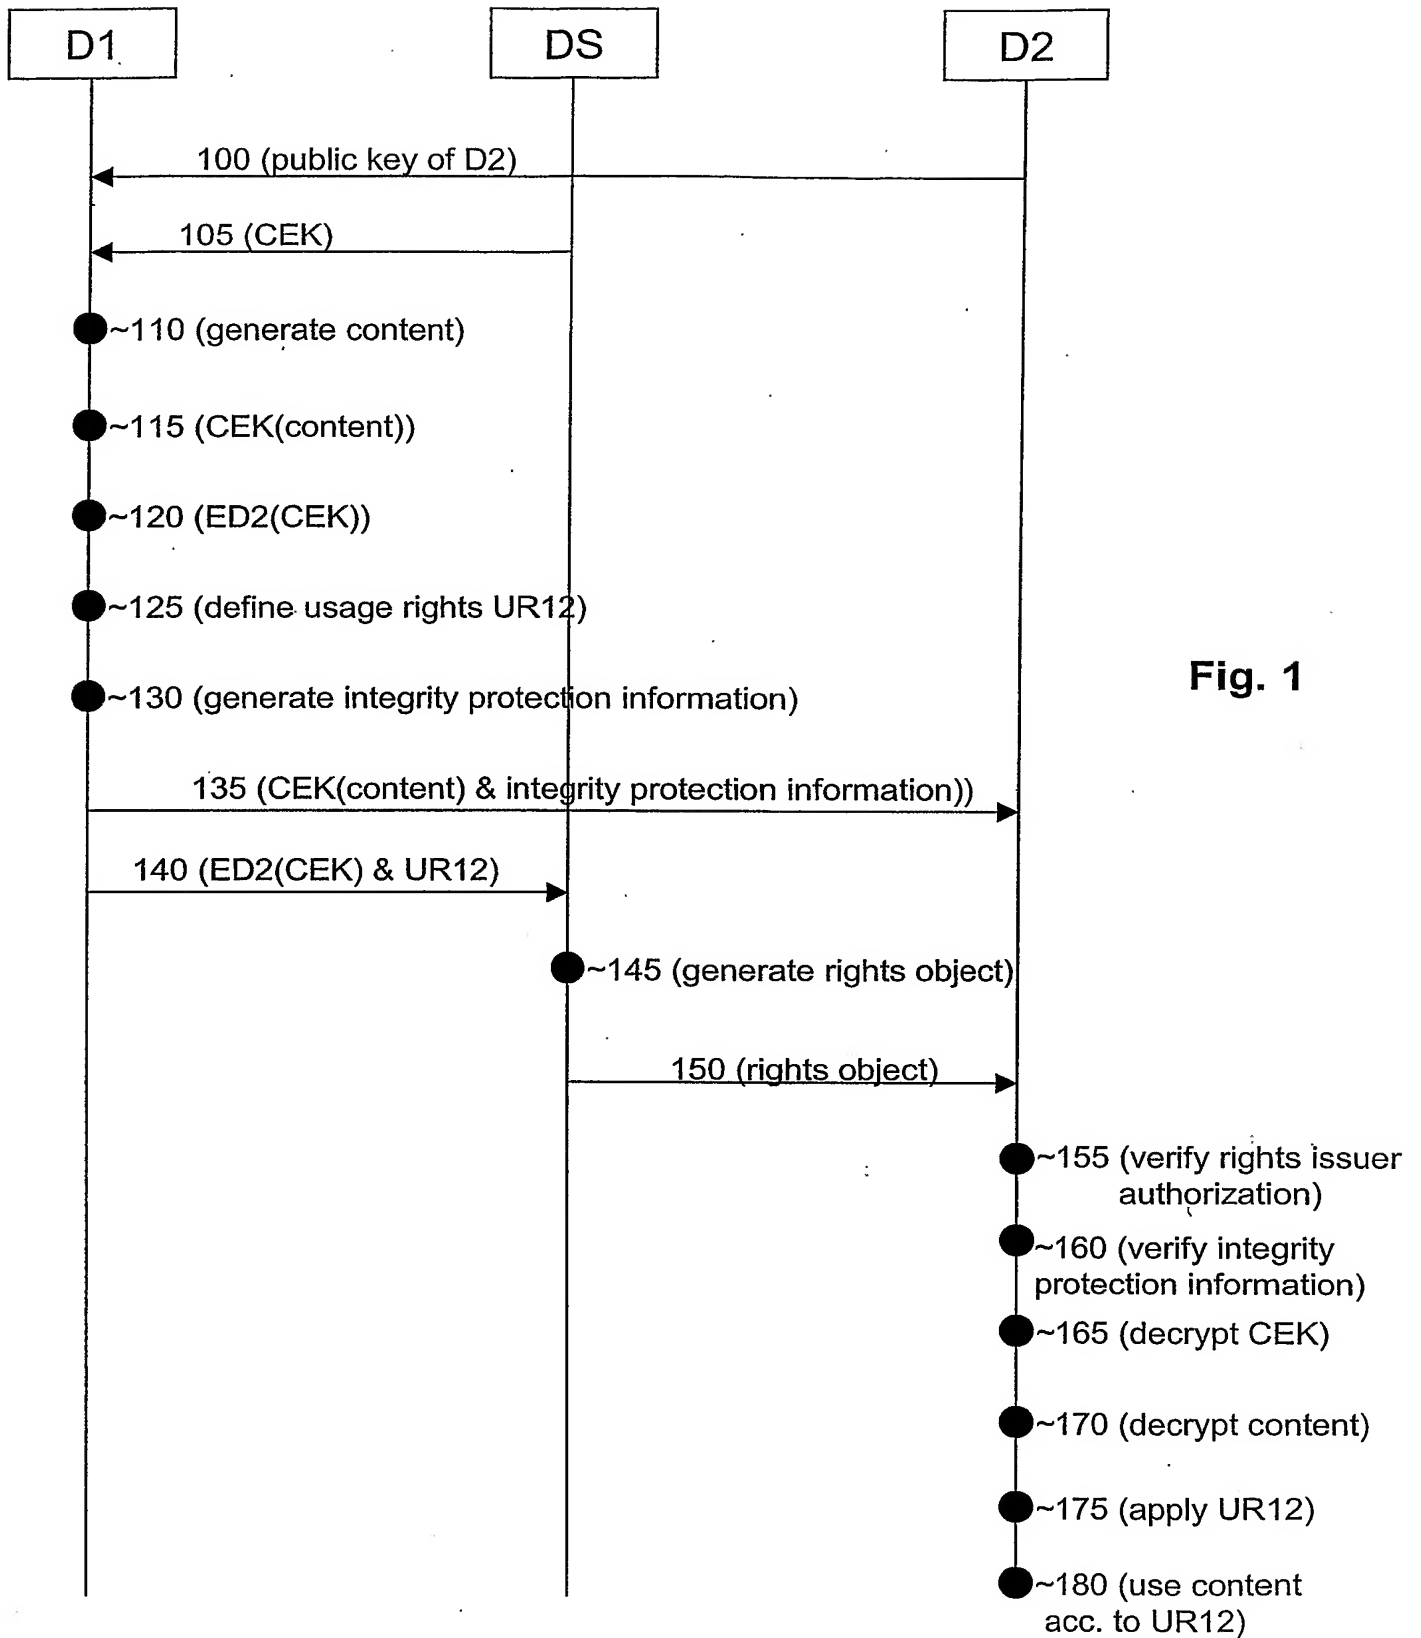 D1
DS
D2
100 (public key of D2)
105 (CEK)
~110 (generate content)
~115 (CEK(content))
~120 (ED2(CEK))
~125 (define usage rights UR12)
~130 (generate integrity protection information)
Fig. 1
135 (CEK(content) & integrity protection information))
140 (ED2(CEK) & UR12)
~145 (generate rights object)
150 (rights object)
~155 (verify rights issuer
authorization)
~160 (verify integrity
protection information)
~165 (decrypt CEK)
~170 (decrypt content)
~175 (apply UR12)
~180 (use content
acc. to UR12)